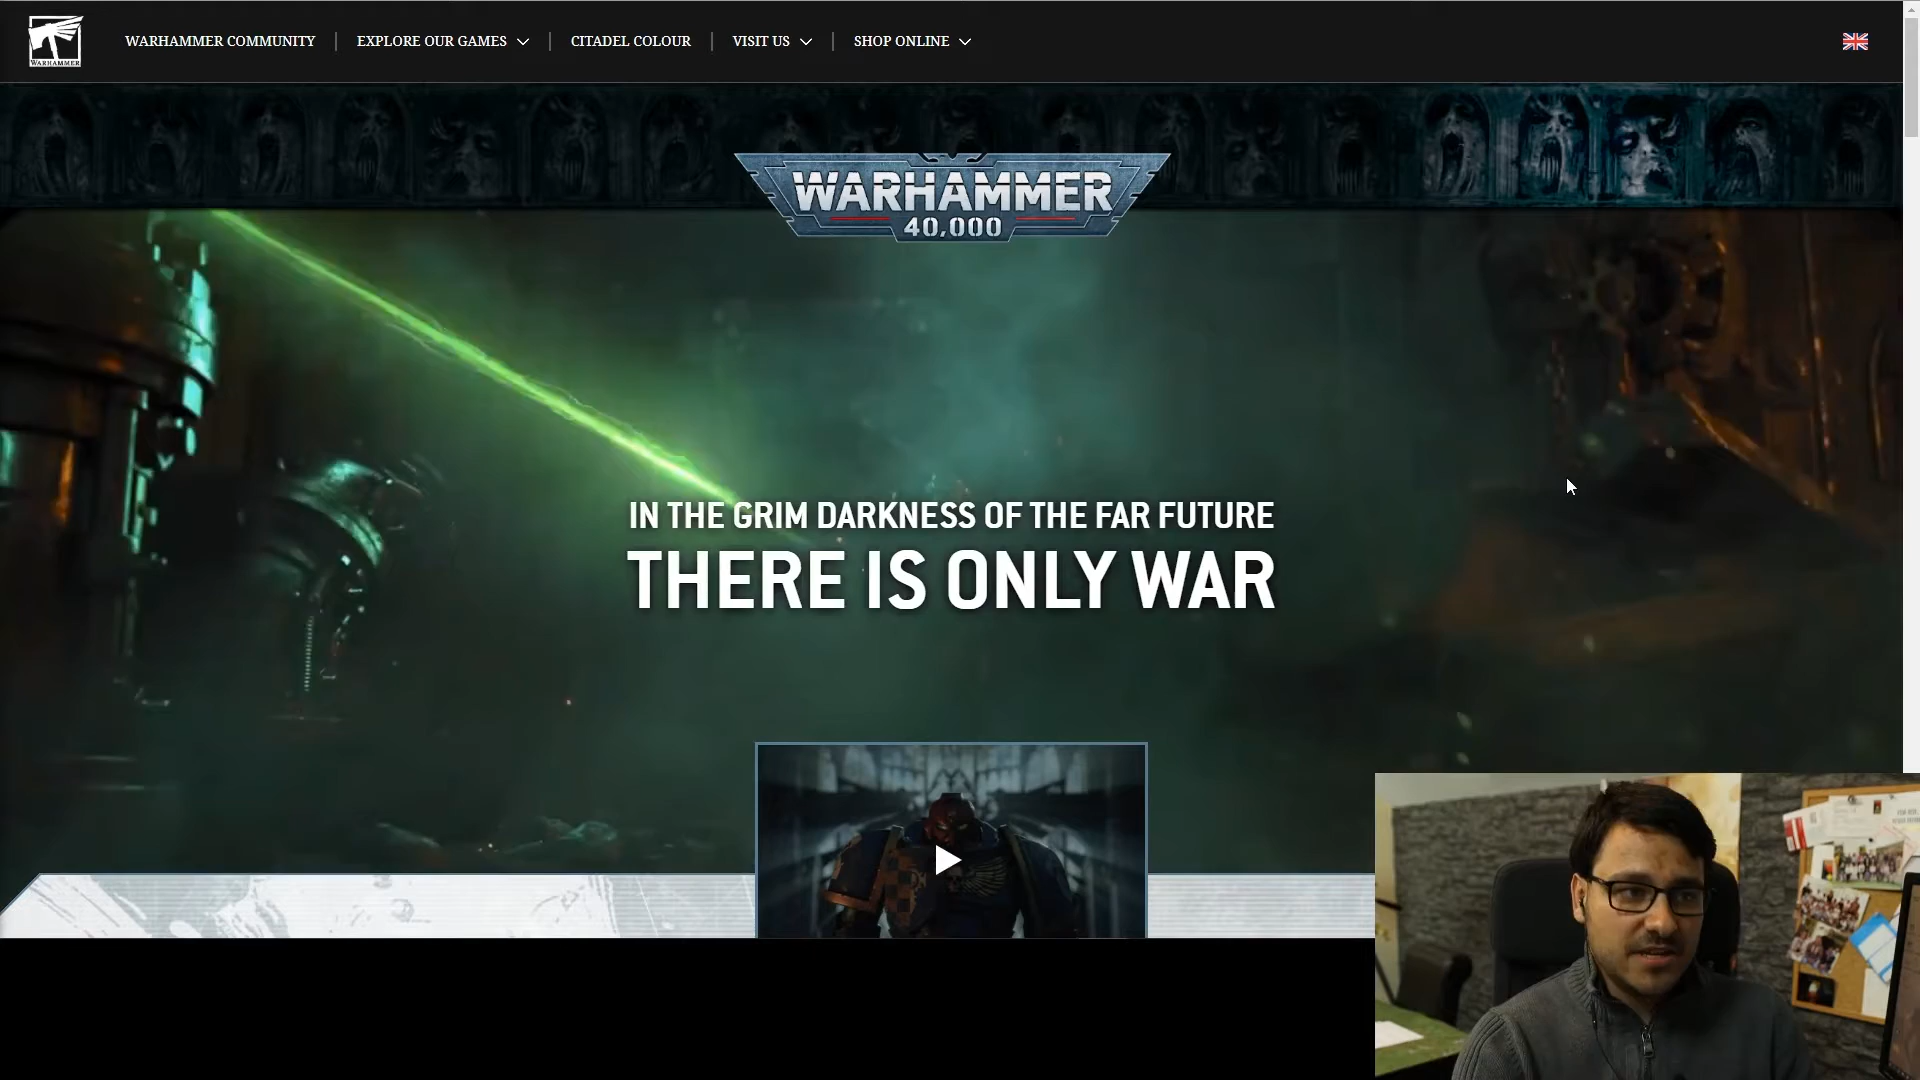 WARHAMMER
WARHAMMER COMMUNITY
EXPLORE OUR GAMES
CITADEL COLOUR
VISIT US
SHOP ONLINE
WARHAMMER
40,000
IN THE GRIM DARKNESS OF THE FAR FUTURE
THERE IS ONLY WAR